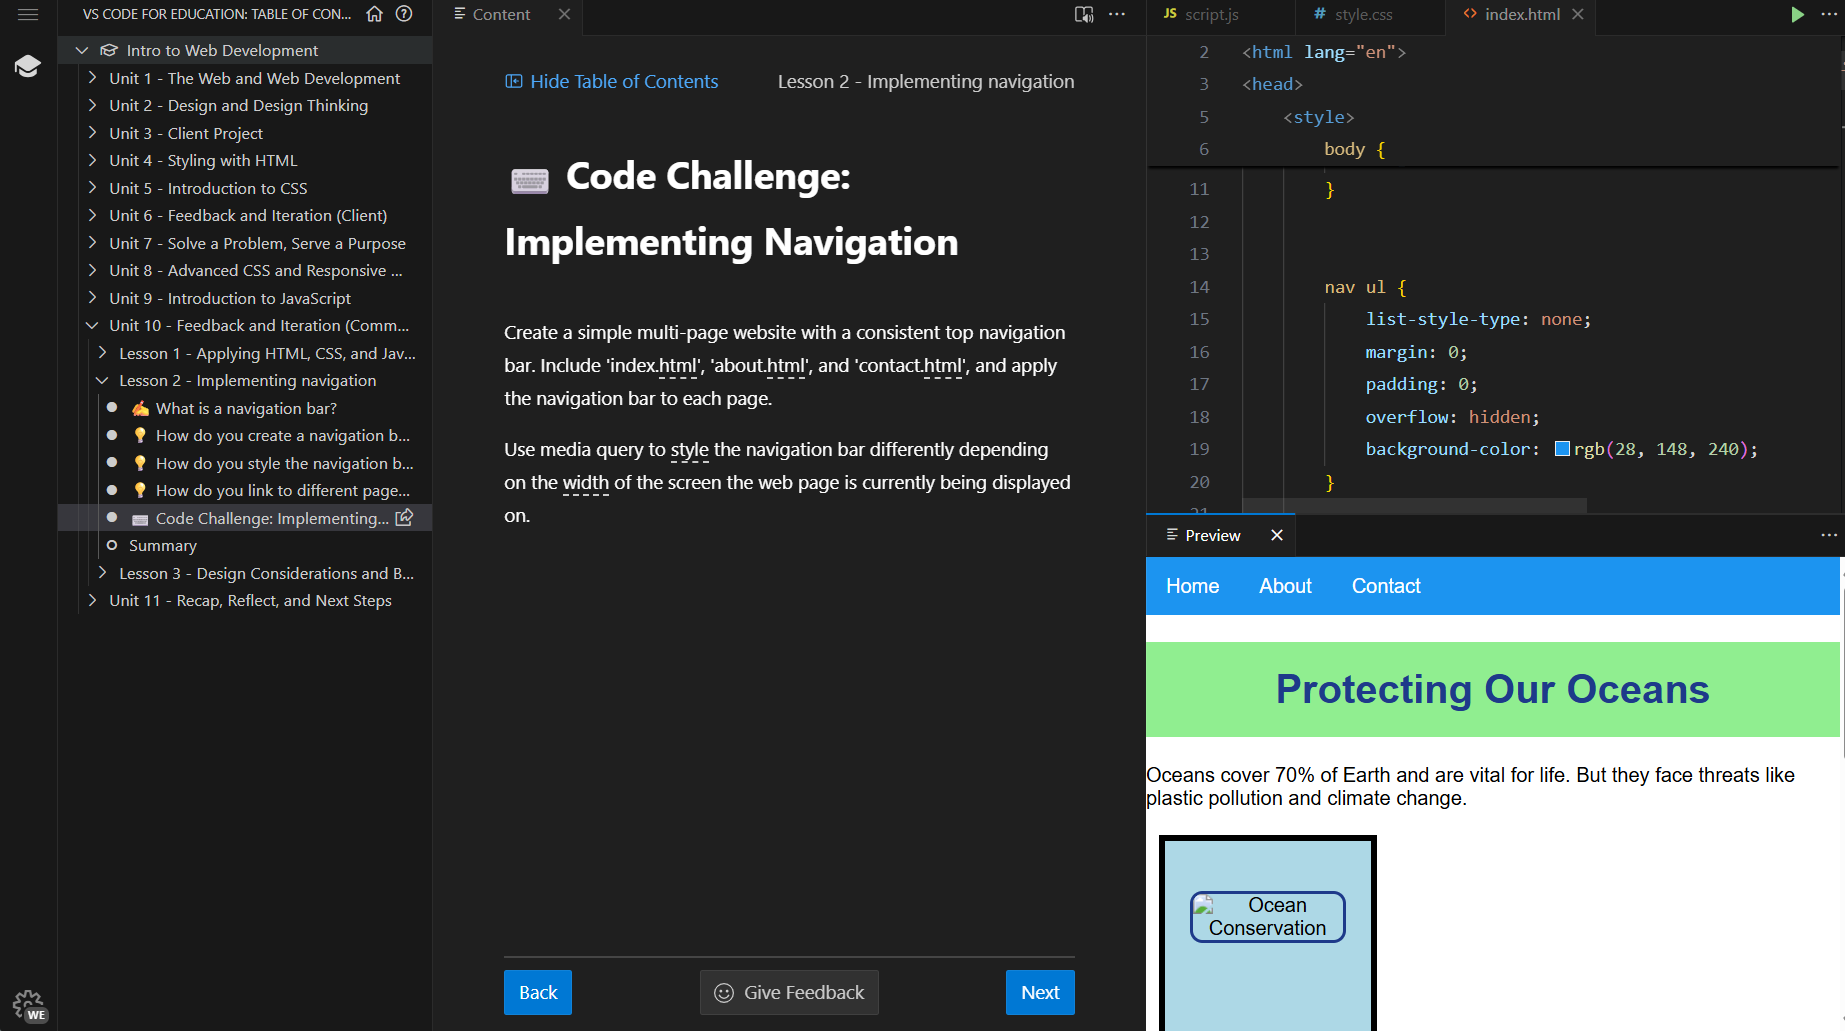 VS CODE FOR EDUCATION: TABLE OF CON...
Intro to Web Development
Unit 1 - The Web and Web Development
Unit 2 - Design and Design Thinking
Unit 3 - Client Project
Unit 4 - Styling with HTML
Unit 5 - Introduction to CSS
Unit 6 - Feedback and Iteration (Client)
Unit 7 - Solve a Problem, Serve a Purpose
Unit 8 - Advanced CSS and Responsive ...
Unit 9 - Introduction to JavaScript
Unit 10 - Feedback and Iteration (Comm...
Lesson 1 - Applying HTML, CSS, and Jav...
Lesson 2 - Implementing navigation
What is a navigation bar?
How do you create a navigation b...
How do you style the navigation b...
How do you link to different page...
Code Challenge: Implementing...
Summary
Lesson 3 - Design Considerations and B...
Unit 11 - Recap, Reflect, and Next Steps
WE
Content
Hide Table of Contents
Lesson 2 - Implementing navigation
Code Challenge:
Implementing Navigation
Create a simple multi-page website with a consistent top navigation
bar. Include 'index.html', 'about.html', and 'contact.html', and apply
the navigation bar to each page.
Use media query to style the navigation bar differently depending
on the width of the screen the web page is currently being displayed
on.
Back
Give Feedback
Next
JS script.js
# style.css
<> index.html
2 <html lang="en">
3 <head>
5 <style>
6 body {
11 }
12
13
14 nav ul {
15 list-style-type: none;
16 margin: 0;
17 padding: 0;
18 overflow: hidden;
19 background-color: rgb(28, 148, 240);
20 }
21
Preview
Home About Contact
Protecting Our Oceans
Oceans cover 70% of Earth and are vital for life. But they face threats like
plastic pollution and climate change.
Ocean
Conservation